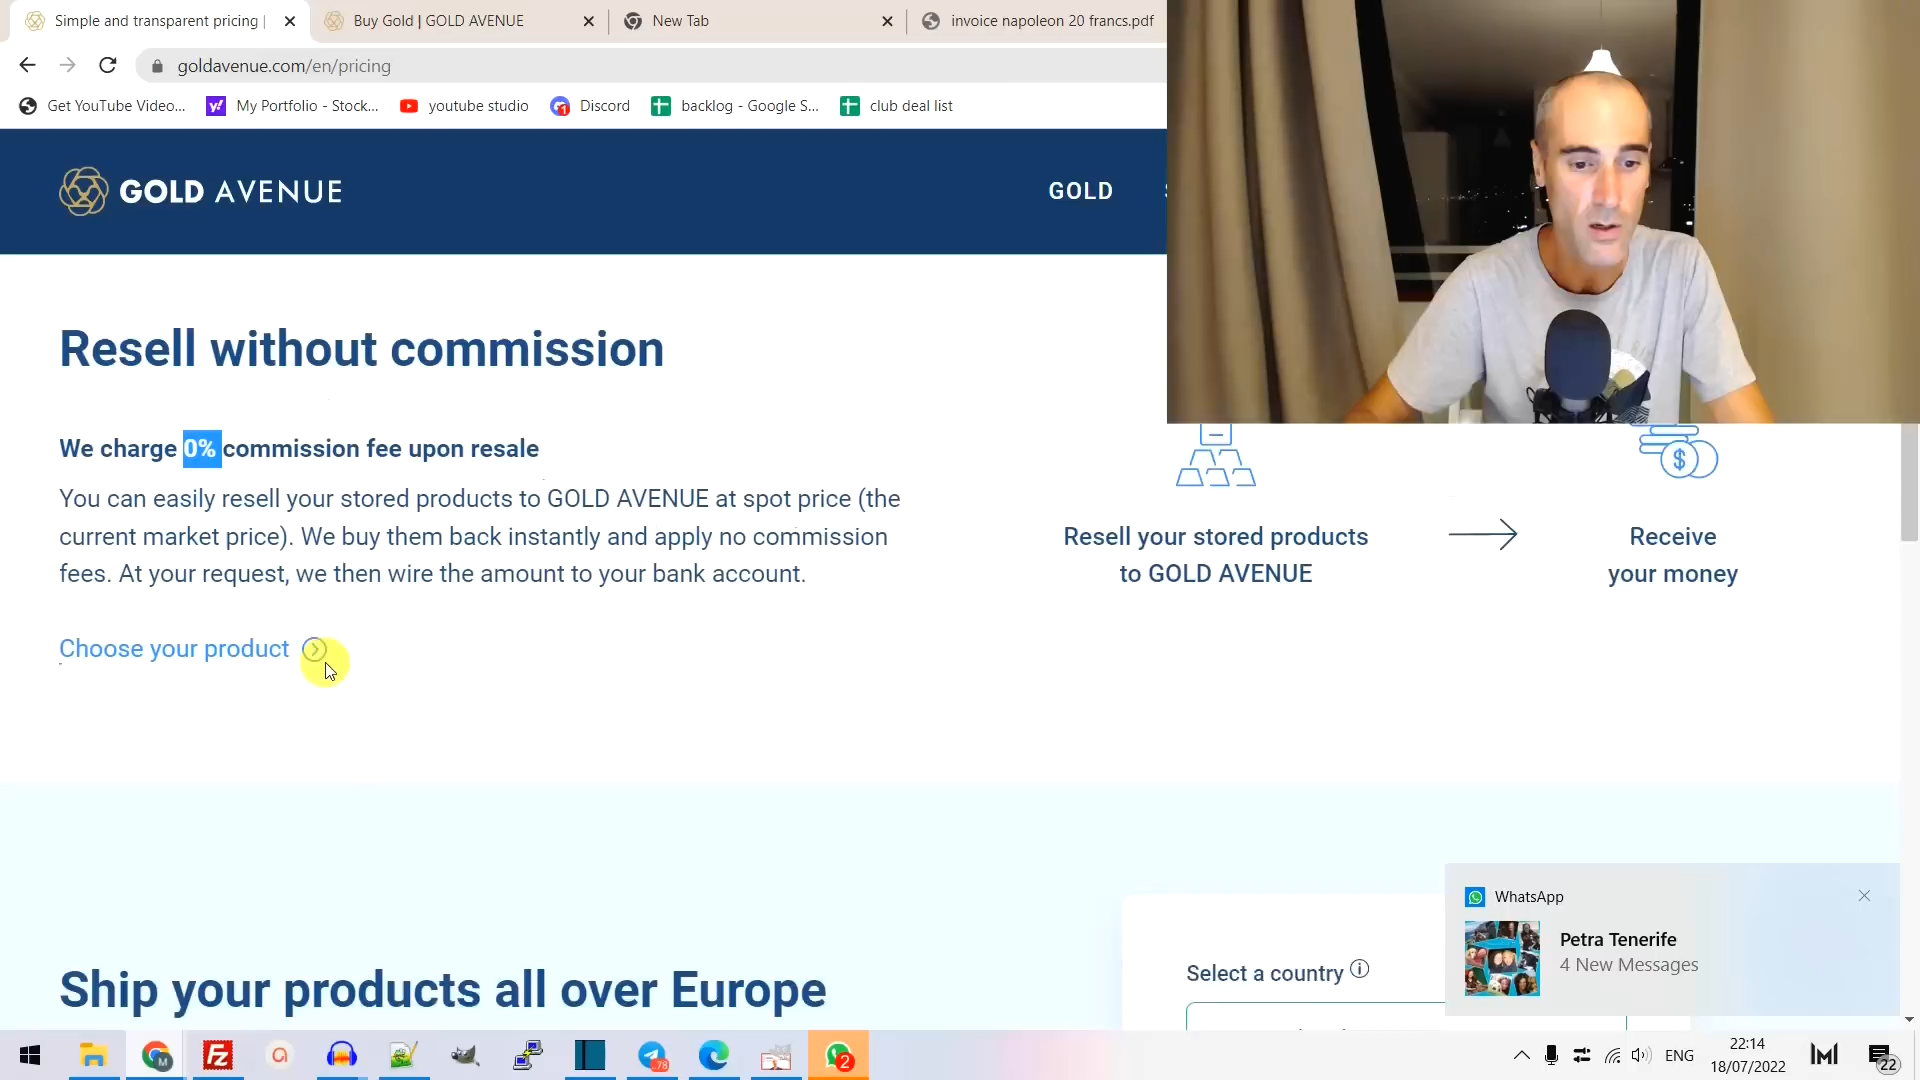 Simple and transparent pricing |
Buy Gold | GOLD AVENUE
New Tab
invoice napoleon 20 francs.pdf
goldavenue.com/en/pricing
Get YouTube Video...
My Portfolio - Stock...
youtube studio
Discord
backlog - Google S...
club deal list
GOLD AVENUE
GOLD
Resell without commission
We charge 0% commission fee upon resale
You can easily resell your stored products to GOLD AVENUE at spot price (the
current market price). We buy them back instantly and apply no commission
fees. At your request, we then wire the amount to your bank account.
Choose your product
Resell your stored products
to GOLD AVENUE
Receive
your money
Ship your products all over Europe
Select a country
WhatsApp
Petra Tenerife
4 New Messages
78
2
ENG
22:14
18/07/2022
22